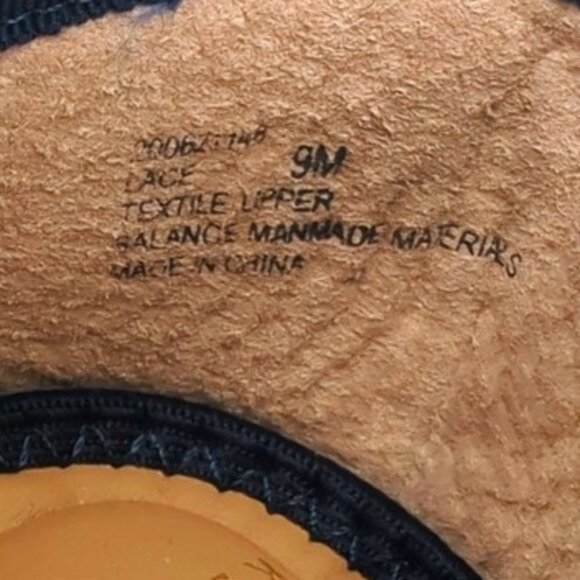 9M
LACE
TEXTILE UPPER
BALANCE MANMADE MATERIALS
MADE IN CHINA